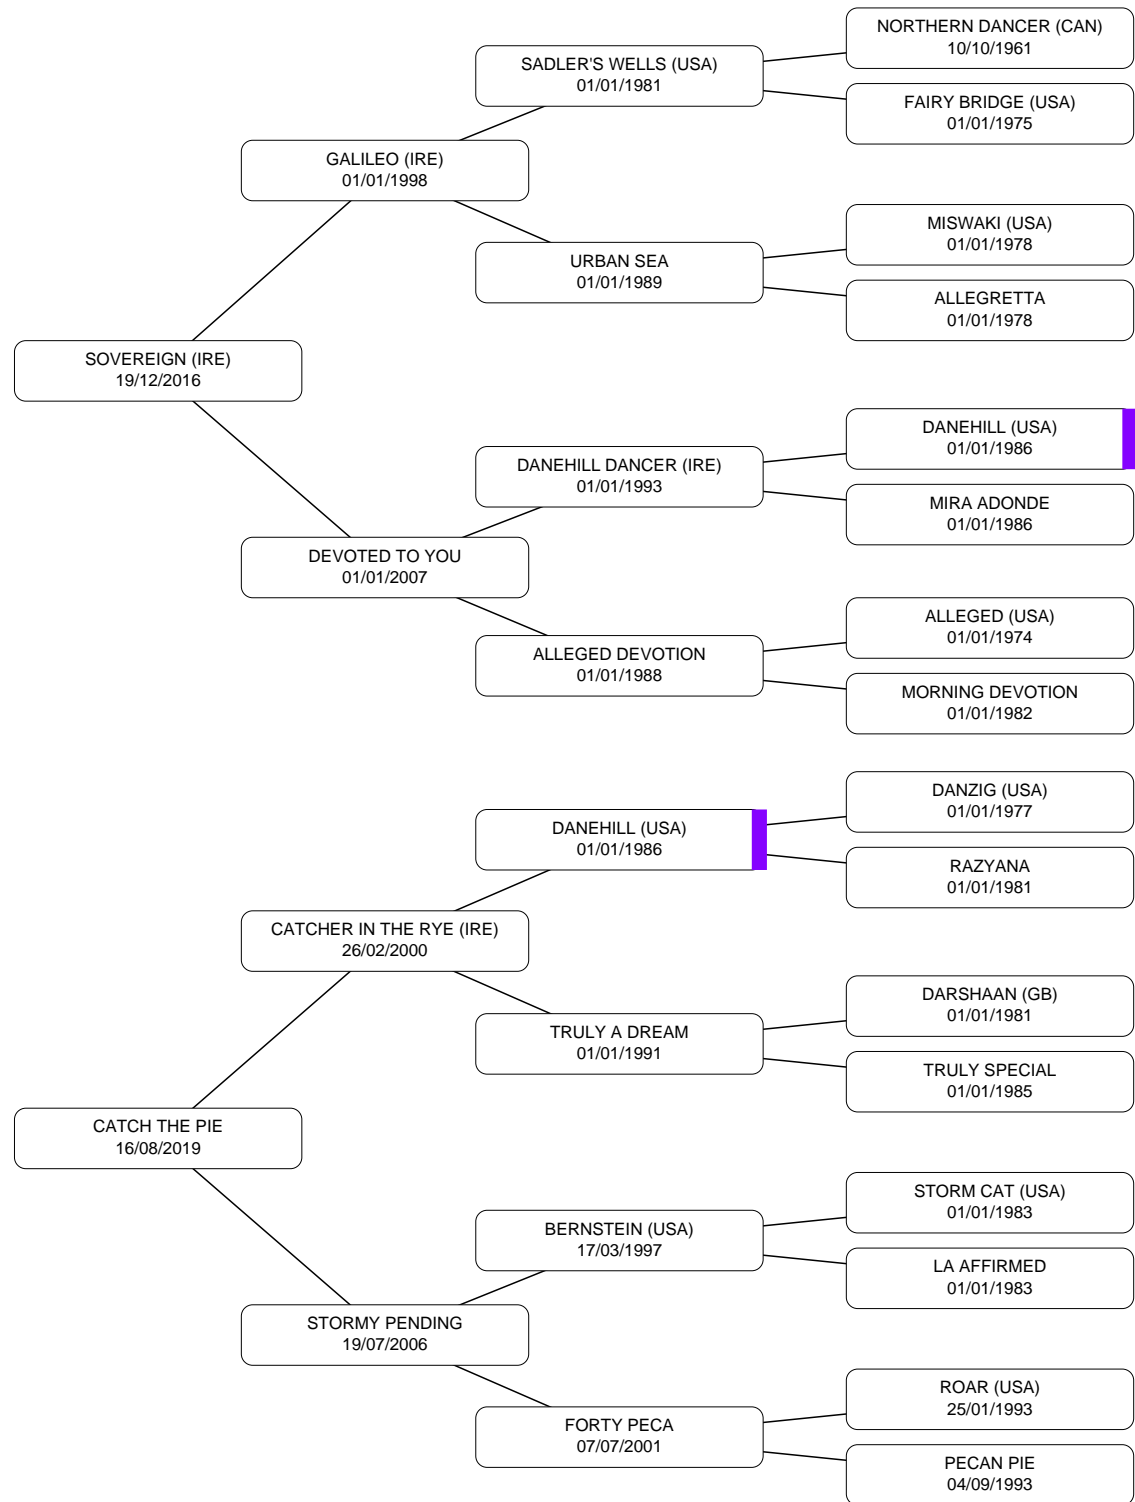 NORTHERN DANCER (CAN)
10/10/1961
SADLER'S WELLS (USA)
01/01/1981
FAIRY BRIDGE (USA)
01/01/1975
GALILEO (IRE)
01/01/1998
MISWAKI (USA)
01/01/1978
URBAN SEA
01/01/1989
ALLEGRETTA
01/01/1978
SOVEREIGN (IRE)
19/12/2016
DANEHILL (USA)
01/01/1986
DANEHILL DANCER (IRE)
01/01/1993
MIRA ADONDE
01/01/1986
DEVOTED TO YOU
01/01/2007
ALLEGED (USA)
01/01/1974
ALLEGED DEVOTION
01/01/1988
MORNING DEVOTION
01/01/1982
DANZIG (USA)
01/01/1977
DANEHILL (USA)
01/01/1986
RAZYANA
01/01/1981
CATCHER IN THE RYE (IRE)
26/02/2000
DARSHAAN (GB)
01/01/1981
TRULY A DREAM
01/01/1991
TRULY SPECIAL
01/01/1985
CATCH THE PIE
16/08/2019
STORM CAT (USA)
01/01/1983
BERNSTEIN (USA)
17/03/1997
LA AFFIRMED
01/01/1983
STORMY PENDING
19/07/2006
ROAR (USA)
25/01/1993
FORTY PECA
07/07/2001
PECAN PIE
04/09/1993